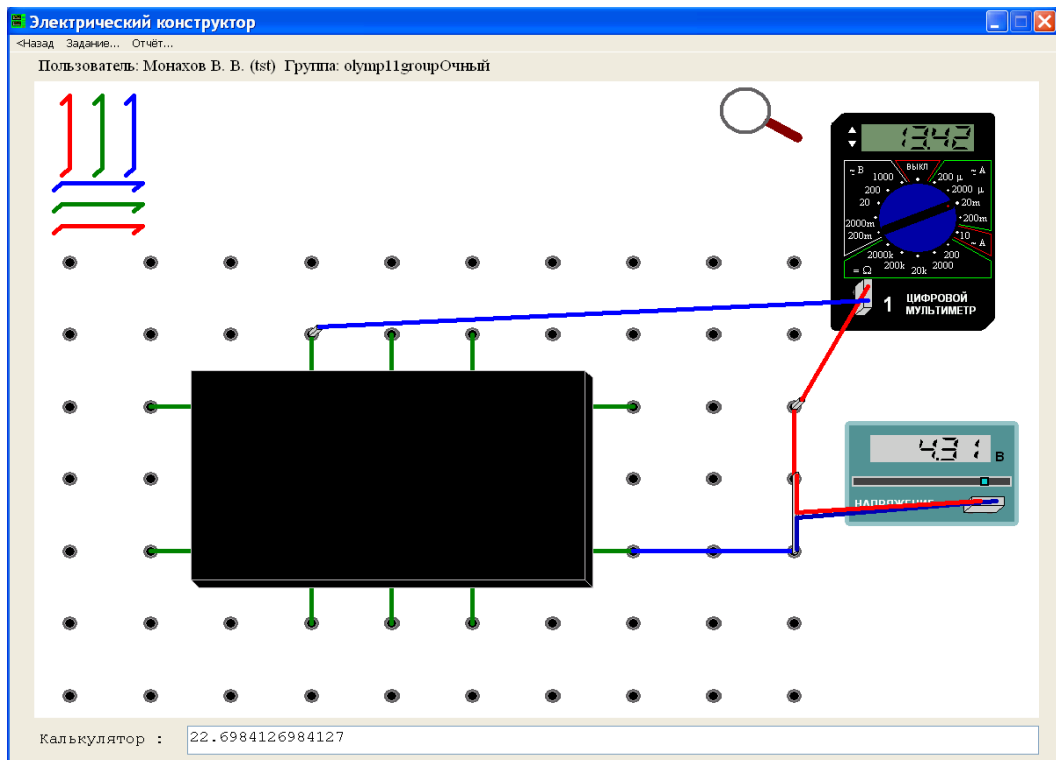 Электрический конструктор
<Назад Задание... Отчёт...
Пользователь: Монахов В. В. (tst) Группа: olymp11groupОчный
13.42
~ В ВЫКЛ ~ А
1000 200 µ
200 2000 µ
20 20m
2000m 200m
200m 10 ~ А
2000k 200
= Ω 200k 20k 2000
1 ЦИФРОВОЙ
МУЛЬТИМЕТР
4.31 В
НАПРЯЖЕНИЕ
Калькулятор : 22.6984126984127